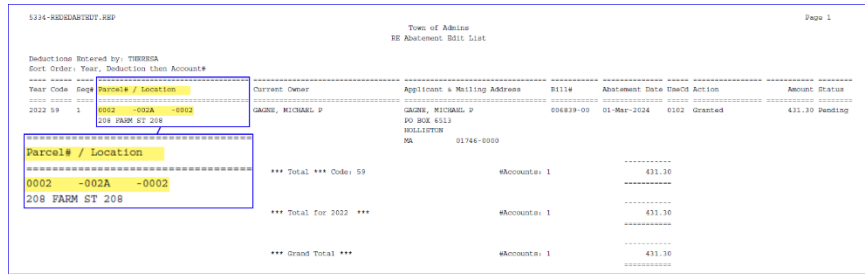 5334-REDEDABTEDT.REP Page 1
Town of Admins
RE Abatement Edit List
Deductions Entered by: THERESA
Sort Order: Year, Deduction then Account#
Year Code Seq# Parcel# / Location Current Owner Applicant & Mailing Address Bill# Abatement Date UseCd Action Amount Status
2022 59 1 0002 -002A -0002 GAGNE, MICHAEL P GAGNE, MICHAEL P 006839-00 01-Mar-2024 0102 Granted 431.30 Pending
208 FARM ST 208 PO BOX 6513
HOLLISTON
MA 01746-0000
Parcel# / Location
0002 -002A -0002
208 FARM ST 208
*** Total *** Code: 59 #Accounts: 1 431.30
*** Total for 2022 *** #Accounts: 1 431.30
*** Grand Total *** #Accounts: 1 431.30